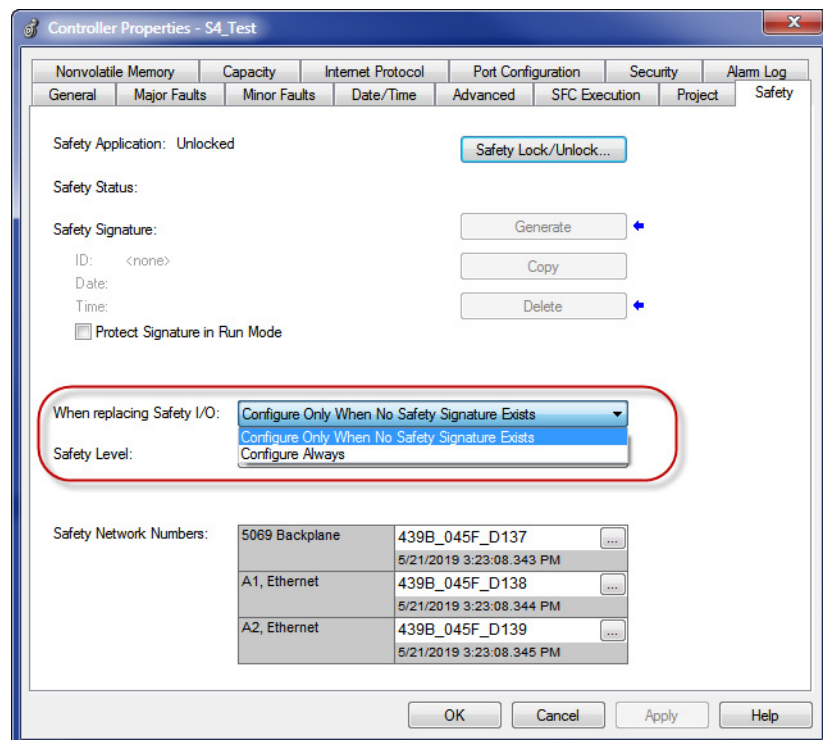 Controller Properties - S4_Test
Nonvolatile Memory Capacity Internet Protocol Port Configuration Security Alarm Log
General Major Faults Minor Faults Date/Time Advanced SFC Execution Project Safety
Safety Application: Unlocked Safety Lock/Unlock...
Safety Status:
Safety Signature: Generate
ID: <none> Copy
Date:
Time: Delete
Protect Signature in Run Mode
When replacing Safety I/O: Configure Only When No Safety Signature Exists
Configure Only When No Safety Signature Exists
Safety Level: Configure Always
Safety Network Numbers: 5069 Backplane 439B_045F_D137 ...
5/21/2019 3:23:08.343 PM
A1, Ethernet 439B_045F_D138 ...
5/21/2019 3:23:08.344 PM
A2, Ethernet 439B_045F_D139 ...
5/21/2019 3:23:08.345 PM
OK Cancel Apply Help